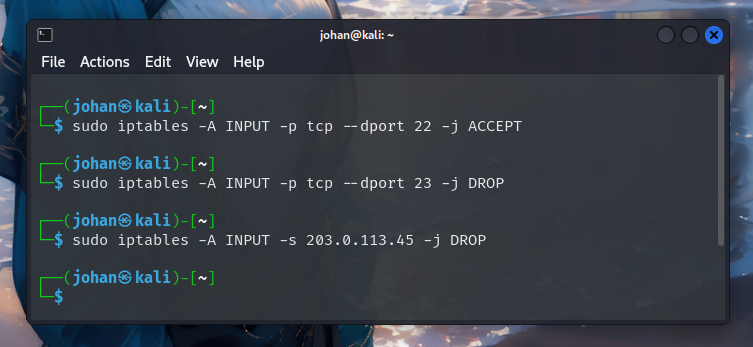 johan@kali: ~
File Actions Edit View Help
┌──(johan㉿kali)-[~]
└─$ sudo iptables -A INPUT -p tcp --dport 22 -j ACCEPT
┌──(johan㉿kali)-[~]
└─$ sudo iptables -A INPUT -p tcp --dport 23 -j DROP
┌──(johan㉿kali)-[~]
└─$ sudo iptables -A INPUT -s 203.0.113.45 -j DROP
┌──(johan㉿kali)-[~]
└─$